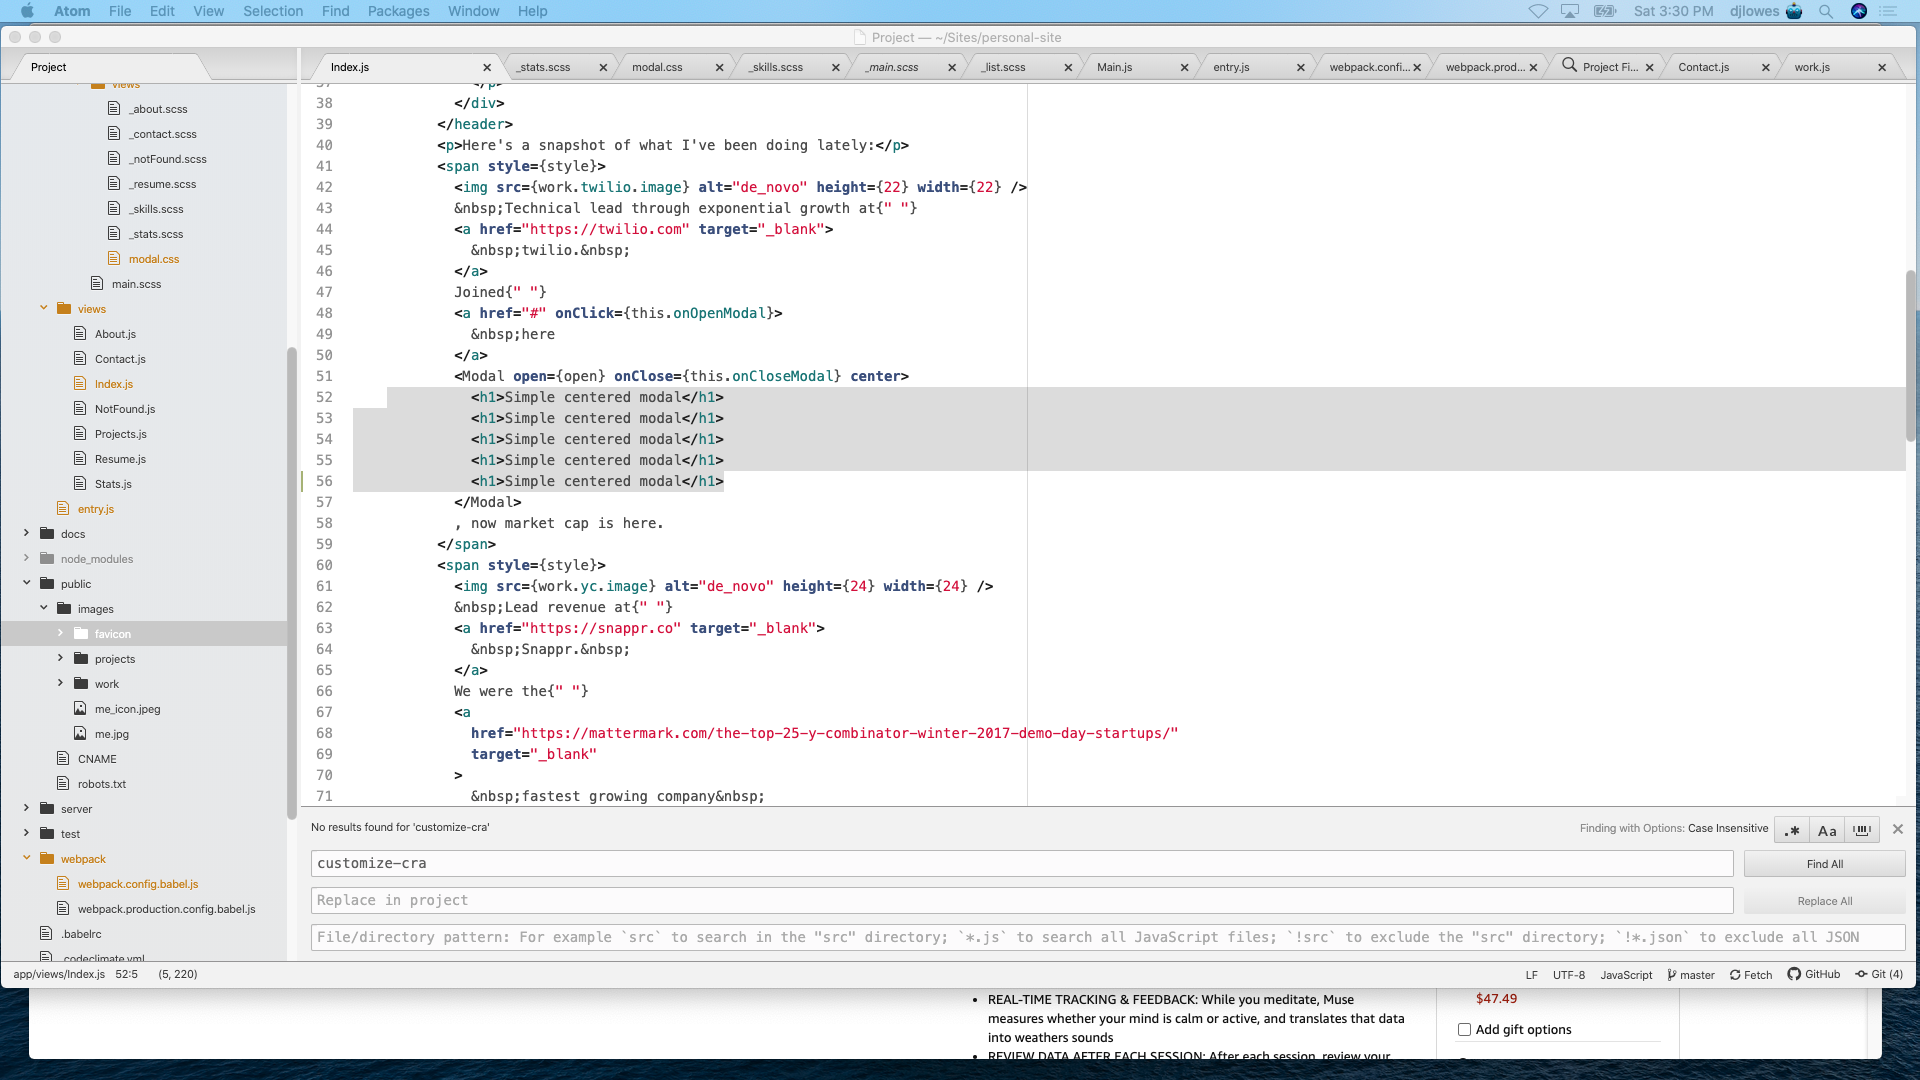 Atom File Edit View Selection Find Packages Window Help
Sat 3:30 PM djlowes
Project — ~/Sites/personal-site
Project
Index.js _stats.scss modal.css _skills.scss _main.scss _list.scss Main.js entry.js webpack.confi... webpack.prod... Project Fi... Contact.js work.js
views
_about.scss
_contact.scss
_notFound.scss
_resume.scss
_skills.scss
_stats.scss
modal.css
main.scss
views
About.js
Contact.js
Index.js
NotFound.js
Projects.js
Resume.js
Stats.js
entry.js
docs
node_modules
public
images
favicon
projects
work
me_icon.jpeg
me.jpg
CNAME
robots.txt
server
test
webpack
webpack.config.babel.js
webpack.production.config.babel.js
.babelrc
.codeclimate.yml
37 </p>
38 </div>
39 </header>
40 <p>Here's a snapshot of what I've been doing lately:</p>
41 <span style={style}>
42 <img src={work.twilio.image} alt="de_novo" height={22} width={22} />
43 &nbsp;Technical lead through exponential growth at{" "}
44 <a href="https://twilio.com" target="_blank">
45 &nbsp;twilio.&nbsp;
46 </a>
47 Joined{" "}
48 <a href="#" onClick={this.onOpenModal}>
49 &nbsp;here
50 </a>
51 <Modal open={open} onClose={this.onCloseModal} center>
52 <h1>Simple centered modal</h1>
53 <h1>Simple centered modal</h1>
54 <h1>Simple centered modal</h1>
55 <h1>Simple centered modal</h1>
56 <h1>Simple centered modal</h1>
57 </Modal>
58 , now market cap is here.
59 </span>
60 <span style={style}>
61 <img src={work.yc.image} alt="de_novo" height={24} width={24} />
62 &nbsp;Lead revenue at{" "}
63 <a href="https://snappr.co" target="_blank">
64 &nbsp;Snappr.&nbsp;
65 </a>
66 We were the{" "}
67 <a
68 href="https://mattermark.com/the-top-25-y-combinator-winter-2017-demo-day-startups/"
69 target="_blank"
70 >
71 &nbsp;fastest growing company&nbsp;
No results found for 'customize-cra'
Finding with Options: Case Insensitive
.* Aa
customize-cra
Find All
Replace in project
Replace All
File/directory pattern: For example `src` to search in the "src" directory; `*.js` to search all JavaScript files; `!src` to exclude the "src" directory; `!*.json` to exclude all JSON
app/views/Index.js 52:5 (5, 220)
LF UTF-8 JavaScript master Fetch GitHub Git (4)
• REAL-TIME TRACKING & FEEDBACK: While you meditate, Muse
measures whether your mind is calm or active, and translates that data
into weathers sounds
• REVIEW DATA AFTER EACH SESSION: After each session, review your
$47.49
Add gift options